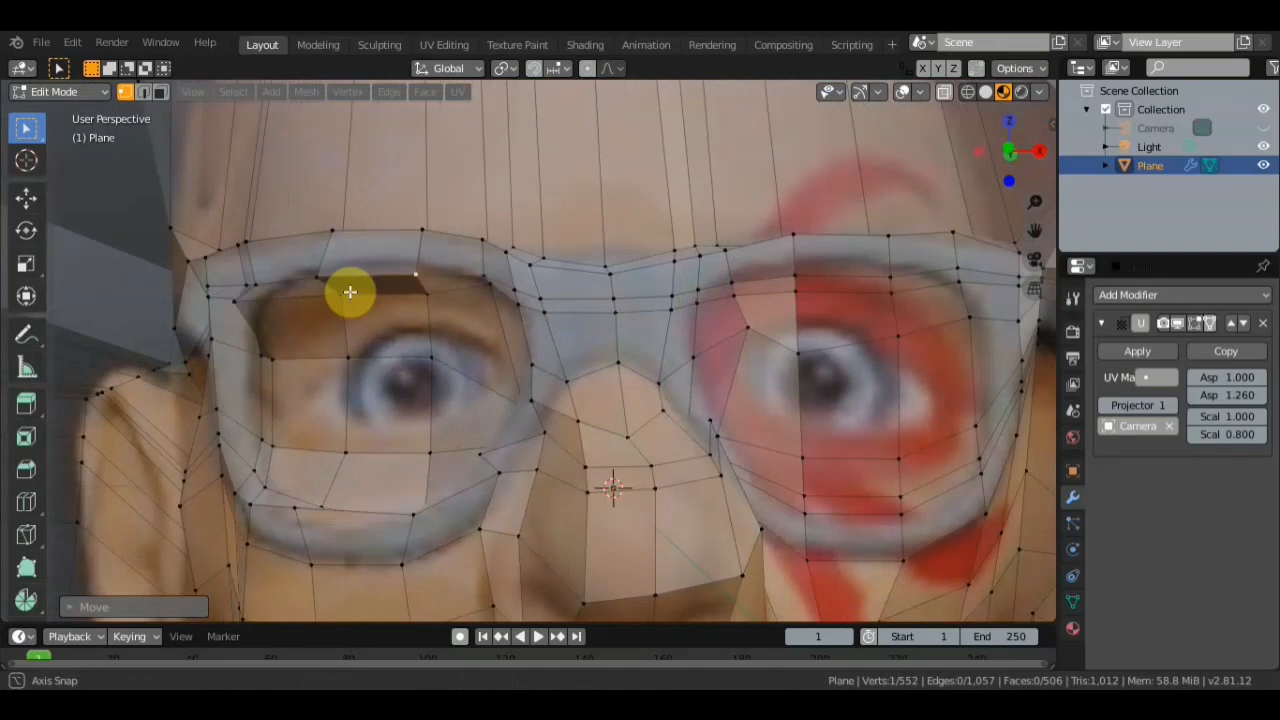 File Edit Render Window Help Layout Modeling Sculpting UV Editing Texture Paint Shading Animation Rendering Compositing Scripting + Scene View Layer
Global X Y Z Options
Edit Mode View Select Add Mesh Vertex Edge Face UV
User Perspective
(1) Plane
Z
X
Y
Move
Scene Collection
Collection
Camera
Light
Plane
Add Modifier
U
Apply Copy
UV Ma
Asp 1.000
Asp 1.260
Projector 1
Scal 1.000
Camera
Scal 0.800
Playback Keying View Marker 1 Start 1 End 250
1
Axis Snap Plane | Verts:1/552 | Edges:0/1,057 | Faces:0/506 | Tris:1,012 | Mem: 58.8 MiB | v2.81.12